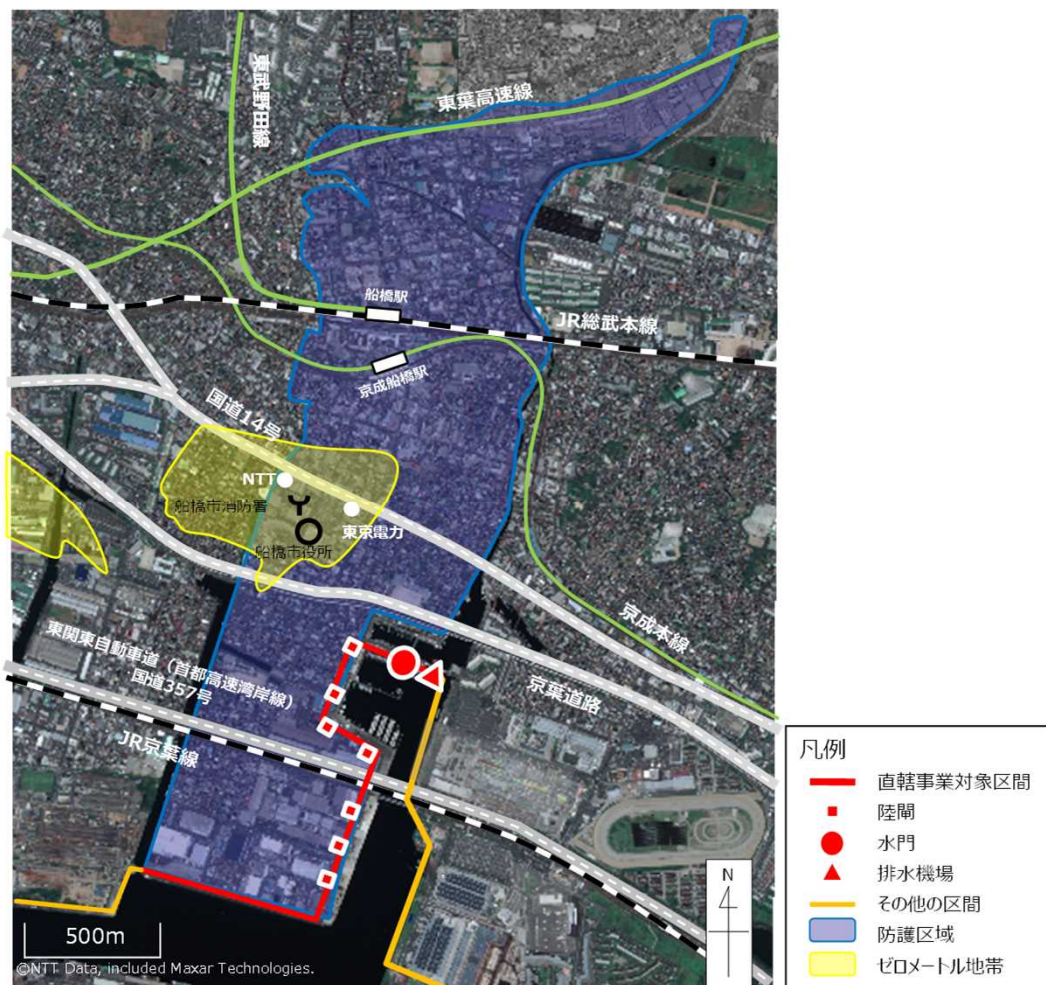 東武野田線
東葉高速線
船橋駅
JR総武本線
京成船橋駅
国道14号
NTT
船橋市消防署
東京電力
船橋市役所
京成本線
東関東自動車道（首都高速湾岸線）
国道357号
京葉道路
JR京葉線
N
500m
©NTT Data, included Maxar Technologies.
凡例
直轄事業対象区間
陸閘
水門
排水機場
その他の区間
防護区域
ゼロメートル地帯